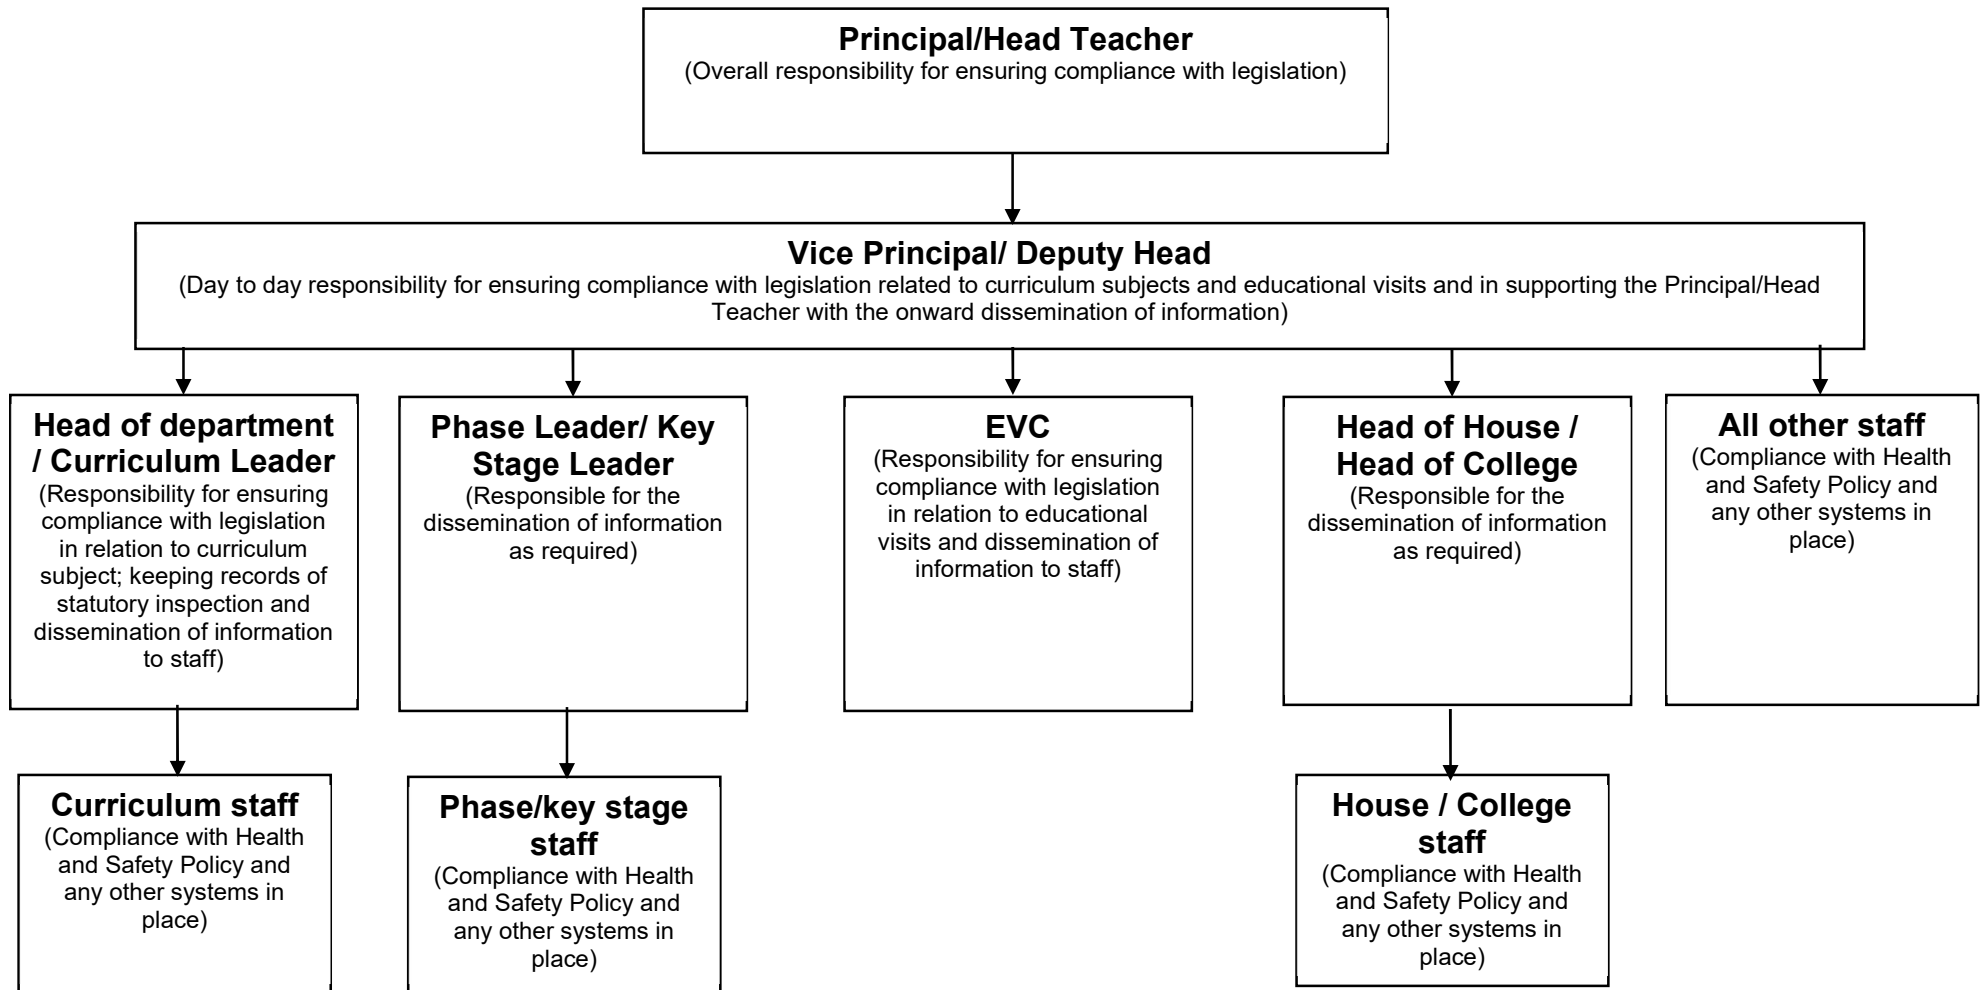 Principal/Head Teacher
(Overall responsibility for ensuring compliance with legislation)
Vice Principal/ Deputy Head
(Day to day responsibility for ensuring compliance with legislation related to curriculum subjects and educational visits and in supporting the Principal/Head
Teacher with the onward dissemination of information)
Head of department
/ Curriculum Leader
(Responsibility for ensuring
compliance with legislation
in relation to curriculum
subject; keeping records of
statutory inspection and
dissemination of information
to staff)
Phase Leader/ Key
Stage Leader
(Responsible for the
dissemination of information
as required)
EVC
(Responsibility for ensuring
compliance with legislation
in relation to educational
visits and dissemination of
information to staff)
Head of House /
Head of College
(Responsible for the
dissemination of information
as required)
All other staff
(Compliance with Health
and Safety Policy and
any other systems in
place)
Curriculum staff
(Compliance with Health
and Safety Policy and
any other systems in
place)
Phase/key stage
staff
(Compliance with Health
and Safety Policy and
any other systems in
place)
House / College
staff
(Compliance with Health
and Safety Policy and
any other systems in
place)